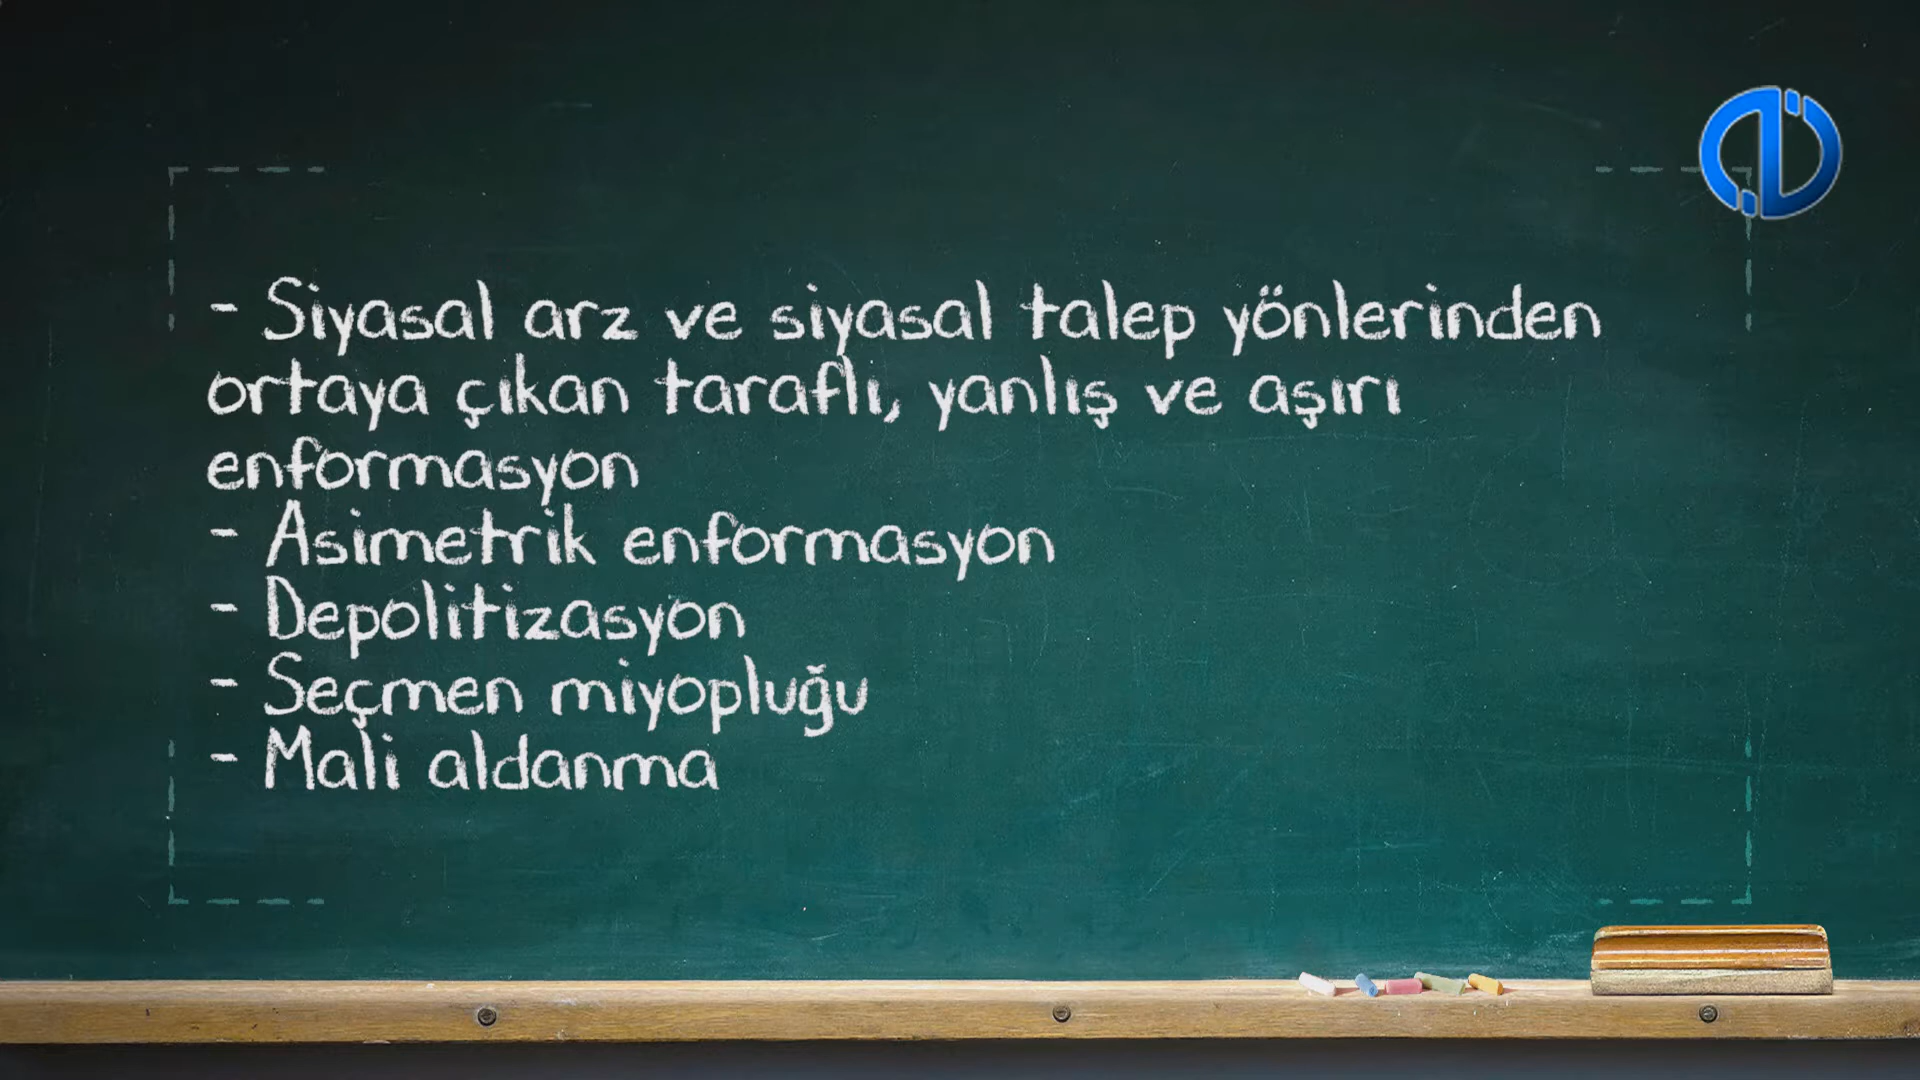 - Siyasal arz ve siyasal talep yönlerinden
ortaya çıkan taraflı, yanlış ve aşırı
enformasyon
- Asimetrik enformasyon
- Depolitizasyon
- Seçmen miyopluğu
- Mali aldanma